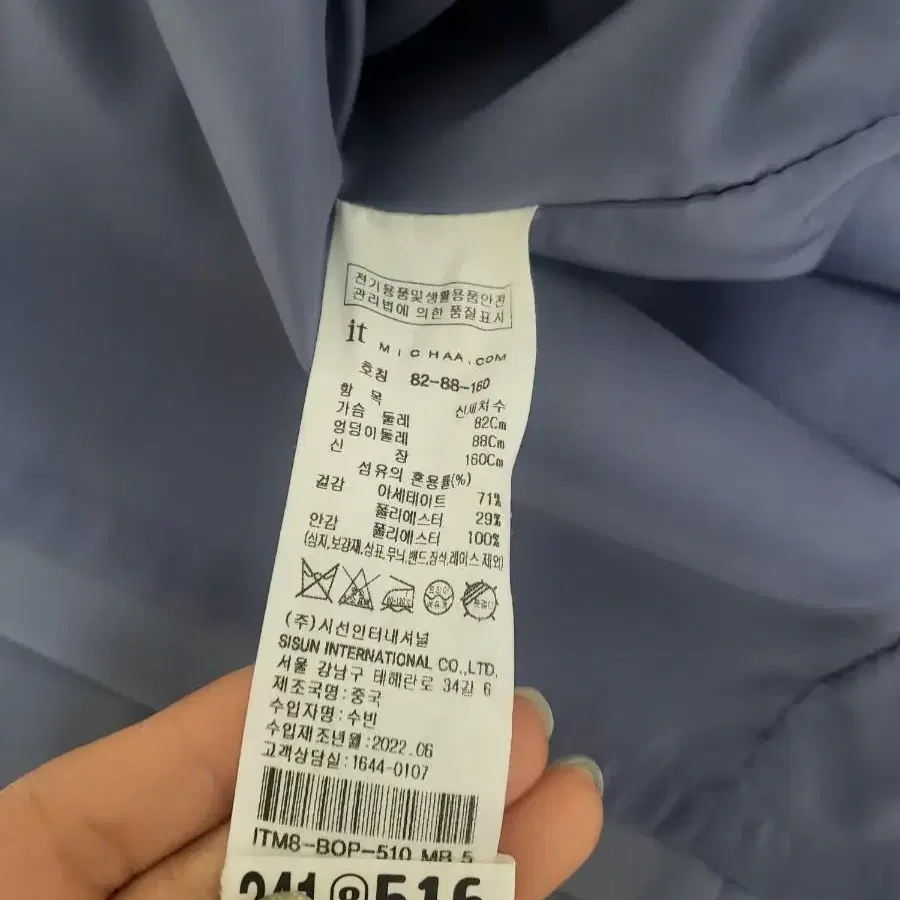 전기용품및생활용품안전
관리법에 의한 품질표시
it MICHAA.COM
호칭 82-88-160
항 목 신체치수
가슴 둘레 82Cm
엉덩이둘레 88Cm
신 장 160Cm
섬유의 혼용률(%)
겉감 아세테이트 71%
폴리에스터 29%
안감 폴리에스터 100%
(심지,보강재,상표,무늬,밴드,장식,레이스 제외)
80~120℃ 드라이
(주)시선인터내셔널
SISUN INTERNATIONAL CO.,LTD.
서울 강남구 테헤란로 34길 6
제조국명:중국
수입자명:수빈
수입제조년월:2022.06
고객상담실:1644-0107
ITM8-BOP-510 MB 5
241⑧516